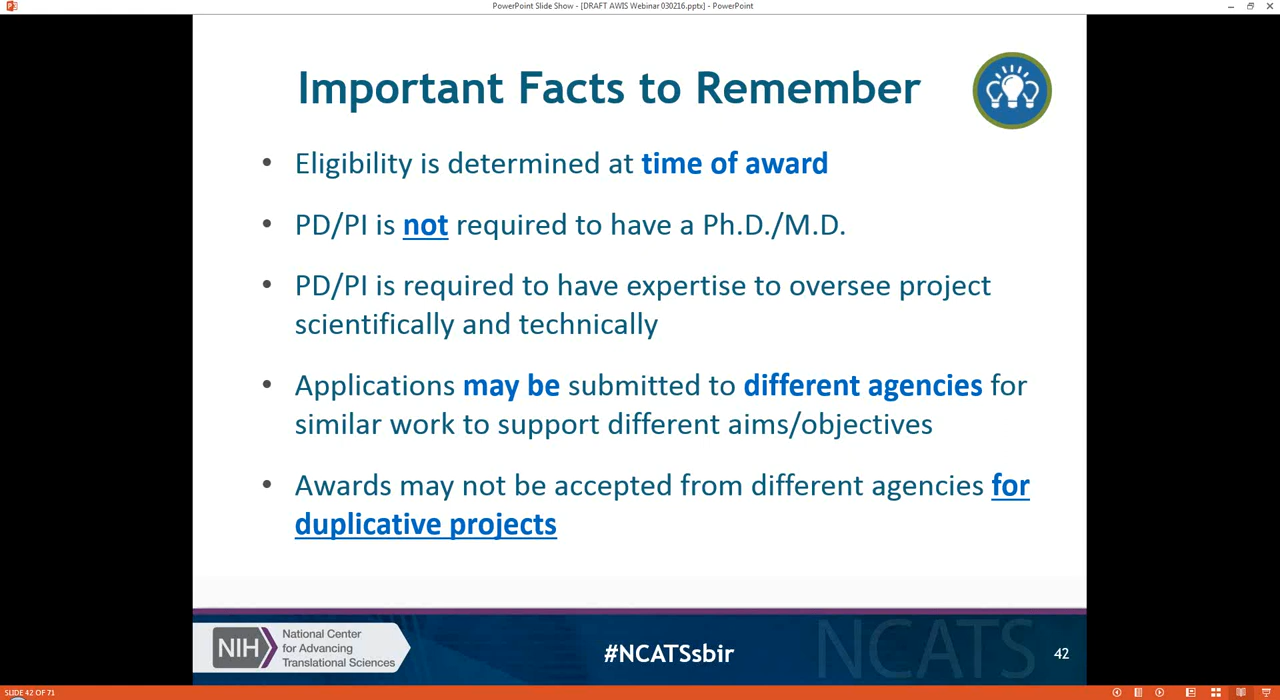 PowerPoint Slide Show - [DRAFT AWIS Webinar 030216.pptx] - PowerPoint
Important Facts to Remember
• Eligibility is determined at time of award
• PD/PI is not required to have a Ph.D./M.D.
• PD/PI is required to have expertise to oversee project
scientifically and technically
• Applications may be submitted to different agencies for
similar work to support different aims/objectives
• Awards may not be accepted from different agencies for
duplicative projects
NIH
National Center
for Advancing
Translational Sciences
#NCATSsbir
NCATS
42
SLIDE 42 OF 71